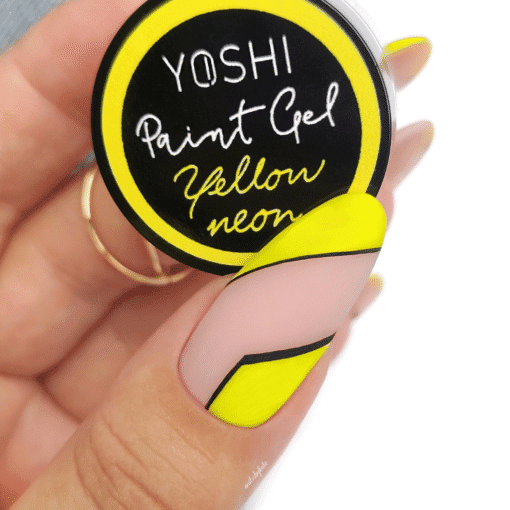 YOSHI
Paint Gel
Yellow
neon